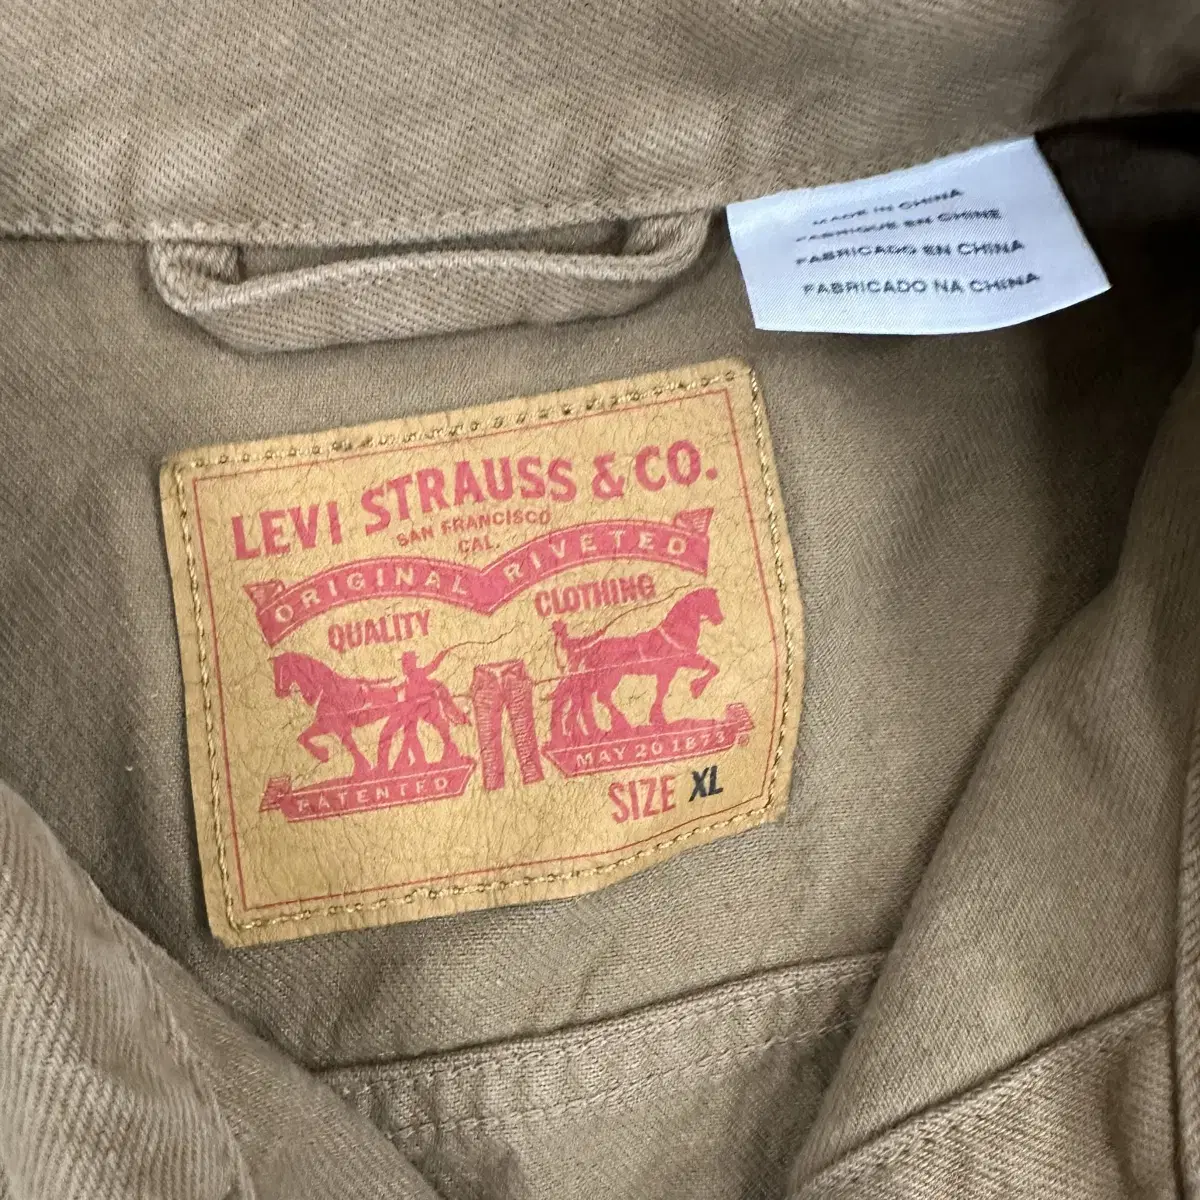 MADE IN CHINA
FABRIQUE EN CHINE
FABRICADO EN CHINA
FABRICADO NA CHINA
LEVI STRAUSS & CO.
SAN FRANCISCO
CAL.
ORIGINAL RIVETED
QUALITY CLOTHING
PATENTED
MAY 20 1873
SIZE XL